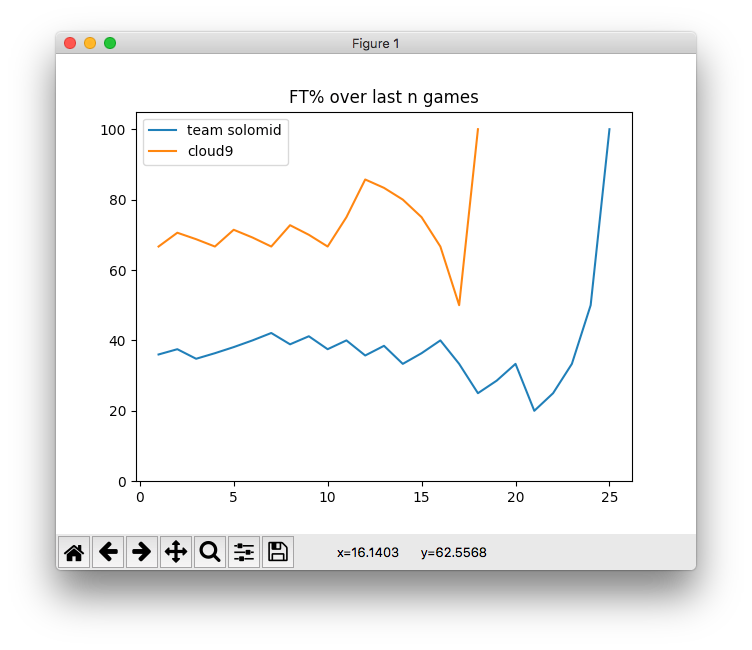 Figure 1
FT% over last n games
team solomid
cloud9
100
80
60
40
20
0
0 5 10 15 20 25
x=16.1403 y=62.5568